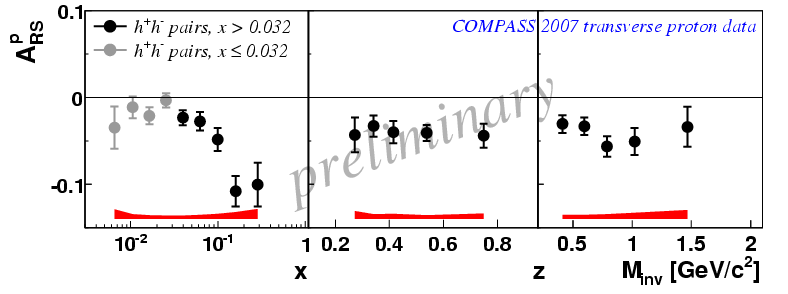 0.1
0
-0.1
A^p_RS
h⁺h⁻ pairs, x > 0.032
h⁺h⁻ pairs, x ≤ 0.032
COMPASS 2007 transverse proton data
preliminary
10⁻² 10⁻¹ 1 0.2 0.4 0.6 0.8 0.5 1 1.5 2
x z M_inv [GeV/c²]